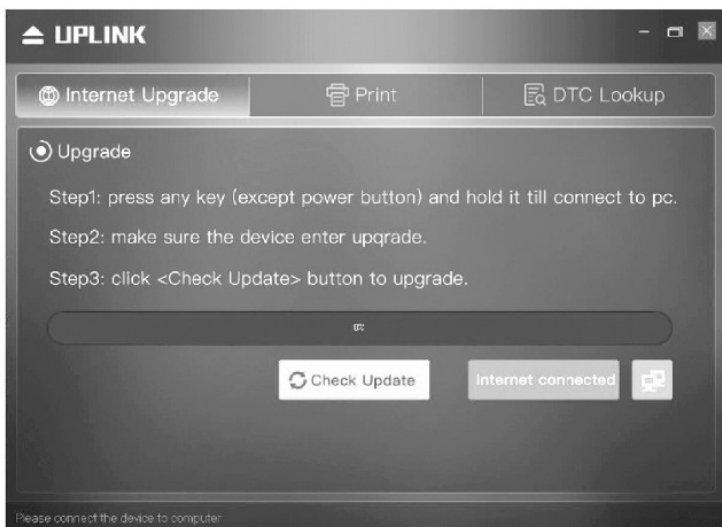 UPLINK
Internet Upgrade
Print
DTC Lookup
Upgrade
Step1: press any key (except power button) and hold it till connect to pc.
Step2: make sure the device enter upqrade.
Step3: click <Check Update> button to upgrade.
Check Update
Internet connected
Please connect the device to computer